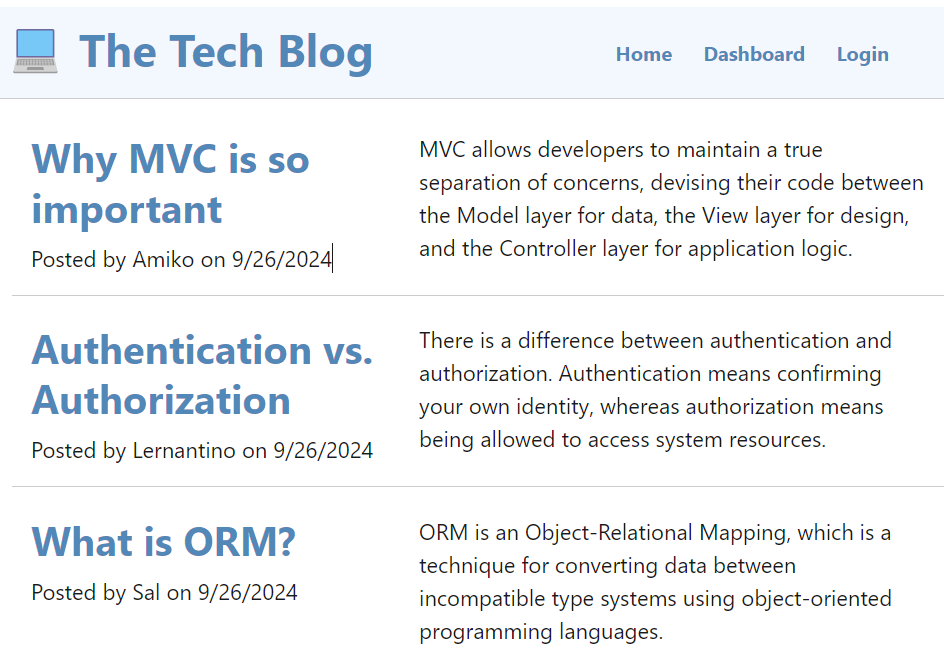 The Tech Blog
Home Dashboard Login
Why MVC is so
important
Posted by Amiko on 9/26/2024
MVC allows developers to maintain a true
separation of concerns, devising their code between
the Model layer for data, the View layer for design,
and the Controller layer for application logic.
Authentication vs.
Authorization
Posted by Lernantino on 9/26/2024
There is a difference between authentication and
authorization. Authentication means confirming
your own identity, whereas authorization means
being allowed to access system resources.
What is ORM?
Posted by Sal on 9/26/2024
ORM is an Object-Relational Mapping, which is a
technique for converting data between
incompatible type systems using object-oriented
programming languages.